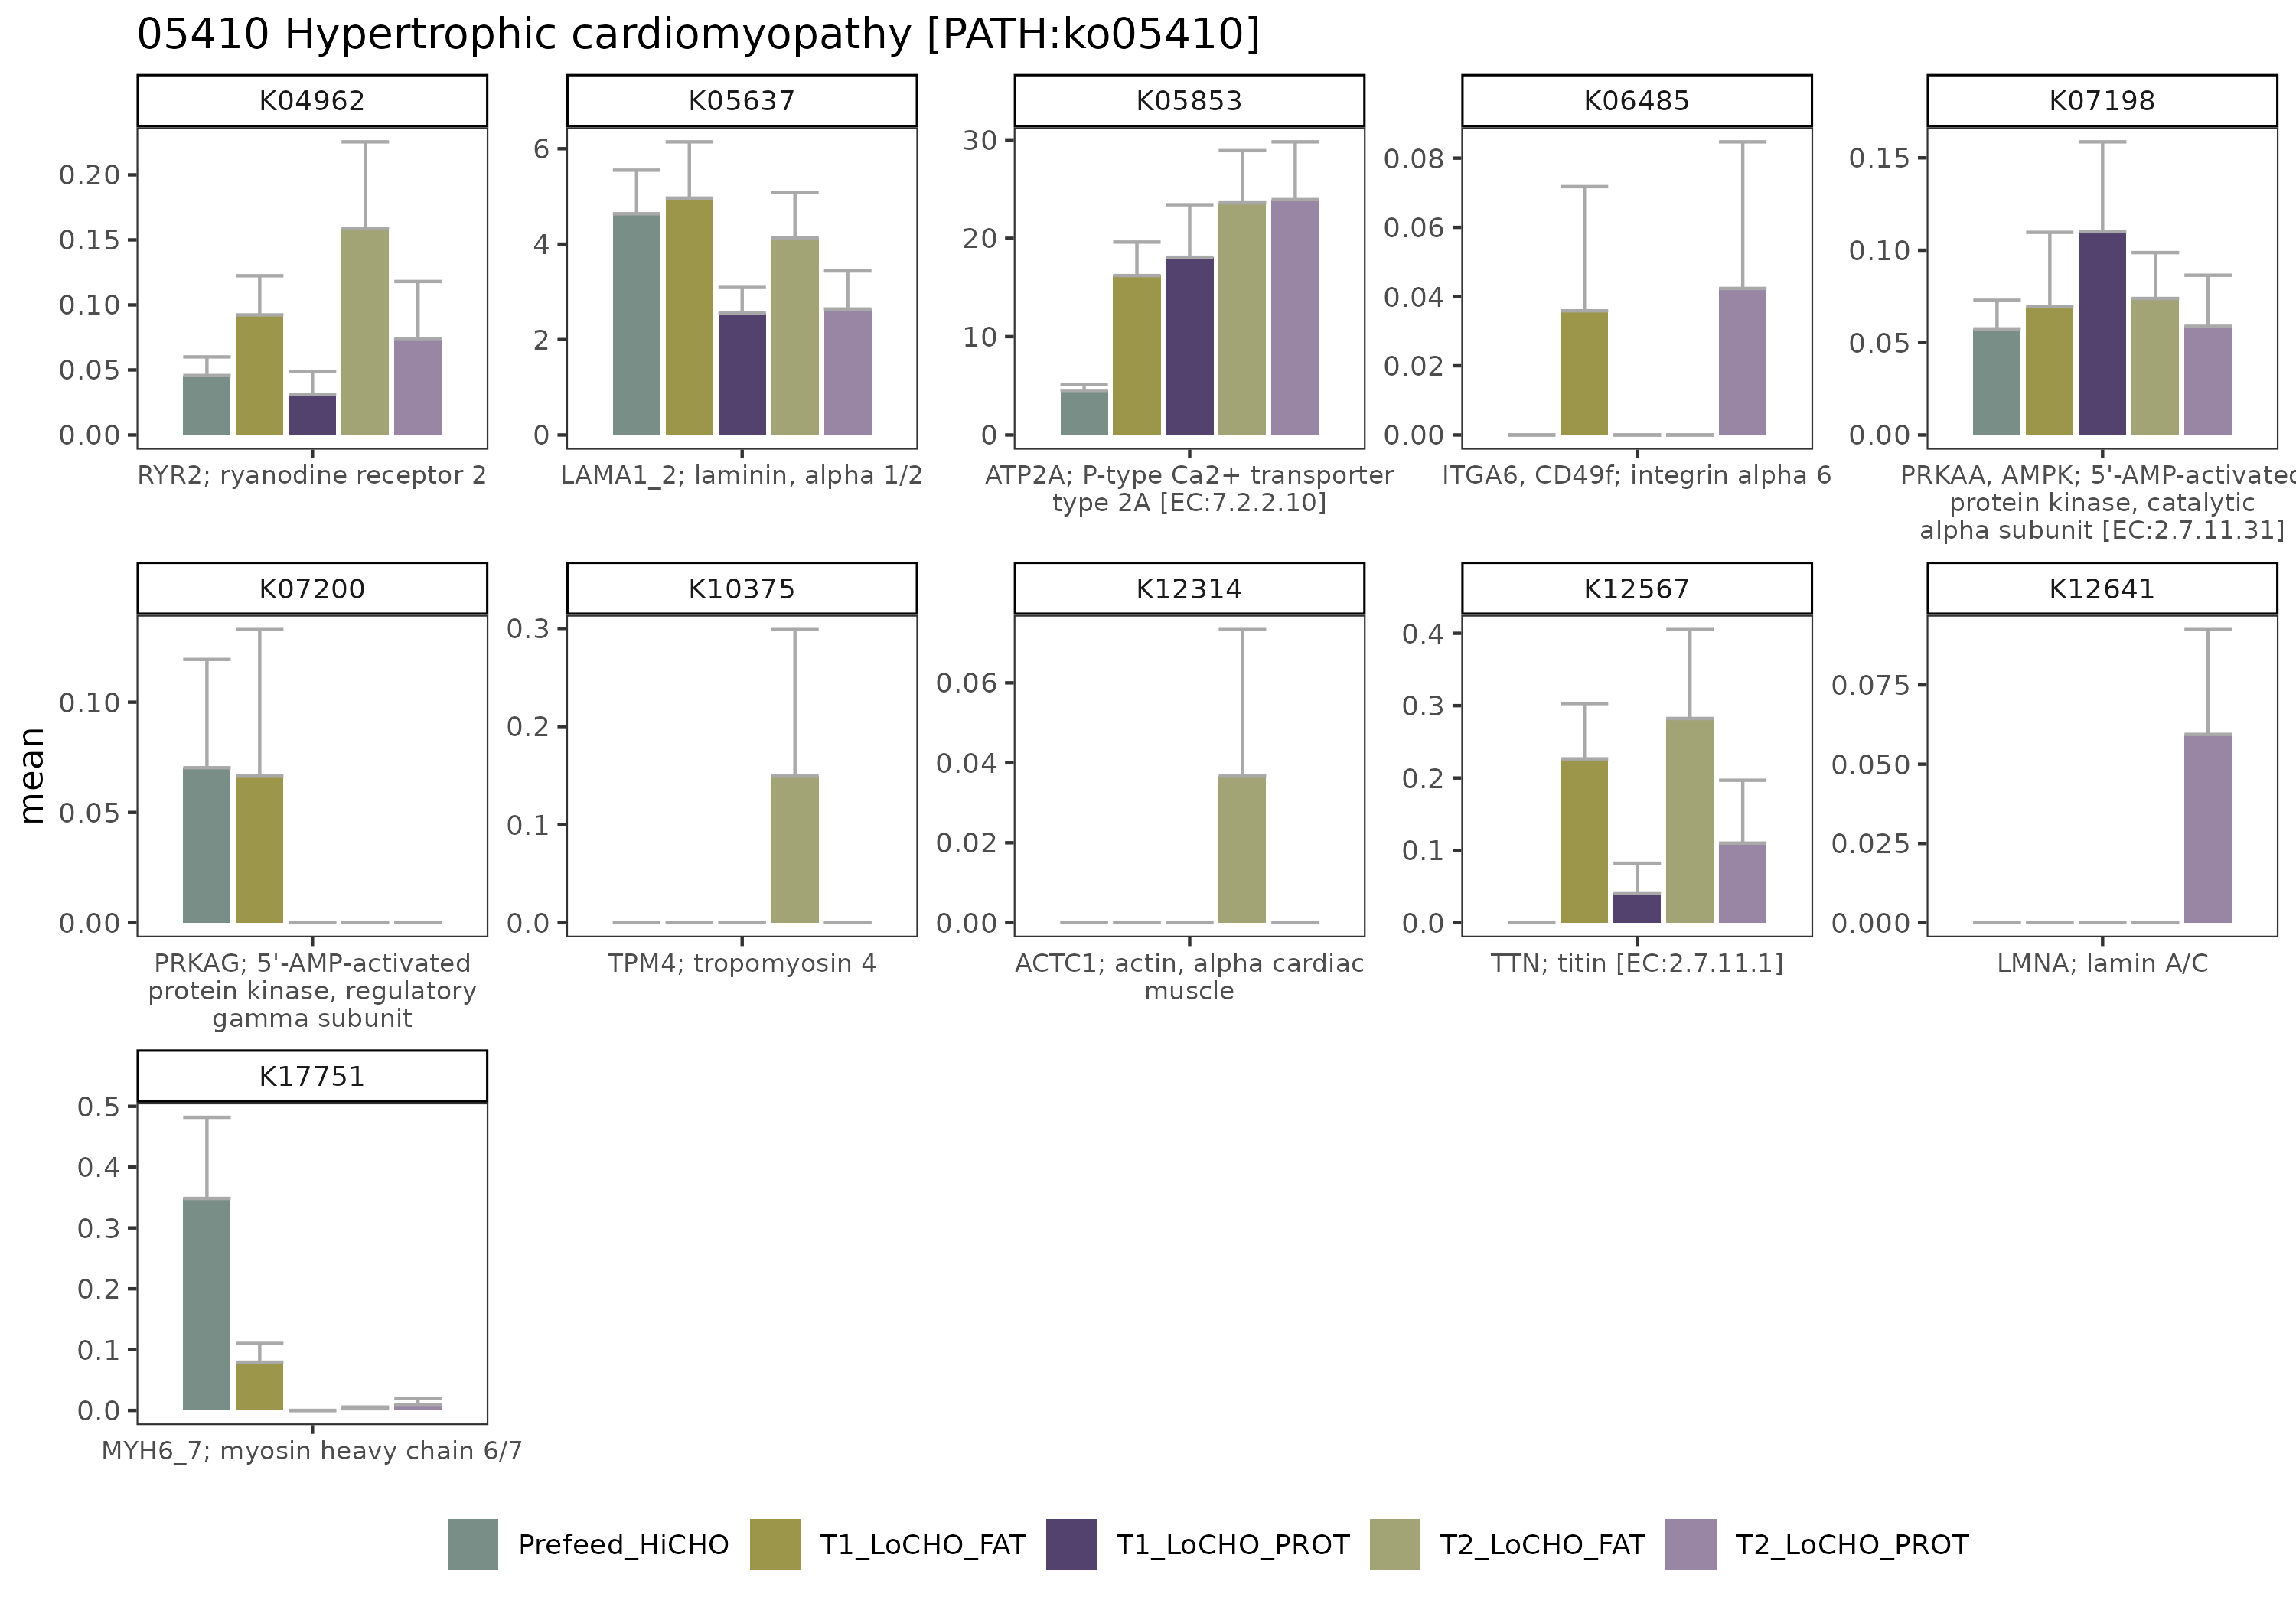 05410 Hypertrophic cardiomyopathy [PATH:ko05410]
K04962
0.20
0.15
0.10
0.05
0.00
RYR2; ryanodine receptor 2
K05637
6
4
2
0
LAMA1_2; laminin, alpha 1/2
K05853
30
20
10
0
ATP2A; P-type Ca2+ transporter
type 2A [EC:7.2.2.10]
K06485
0.08
0.06
0.04
0.02
0.00
ITGA6, CD49f; integrin alpha 6
K07198
0.15
0.10
0.05
0.00
PRKAA, AMPK; 5'-AMP-activated
protein kinase, catalytic
alpha subunit [EC:2.7.11.31]
mean
K07200
0.10
0.05
0.00
PRKAG; 5'-AMP-activated
protein kinase, regulatory
gamma subunit
K10375
0.3
0.2
0.1
0.0
TPM4; tropomyosin 4
K12314
0.06
0.04
0.02
0.00
ACTC1; actin, alpha cardiac
muscle
K12567
0.4
0.3
0.2
0.1
0.0
TTN; titin [EC:2.7.11.1]
K12641
0.075
0.050
0.025
0.000
LMNA; lamin A/C
K17751
0.5
0.4
0.3
0.2
0.1
0.0
MYH6_7; myosin heavy chain 6/7
Prefeed_HiCHO
T1_LoCHO_FAT
T1_LoCHO_PROT
T2_LoCHO_FAT
T2_LoCHO_PROT